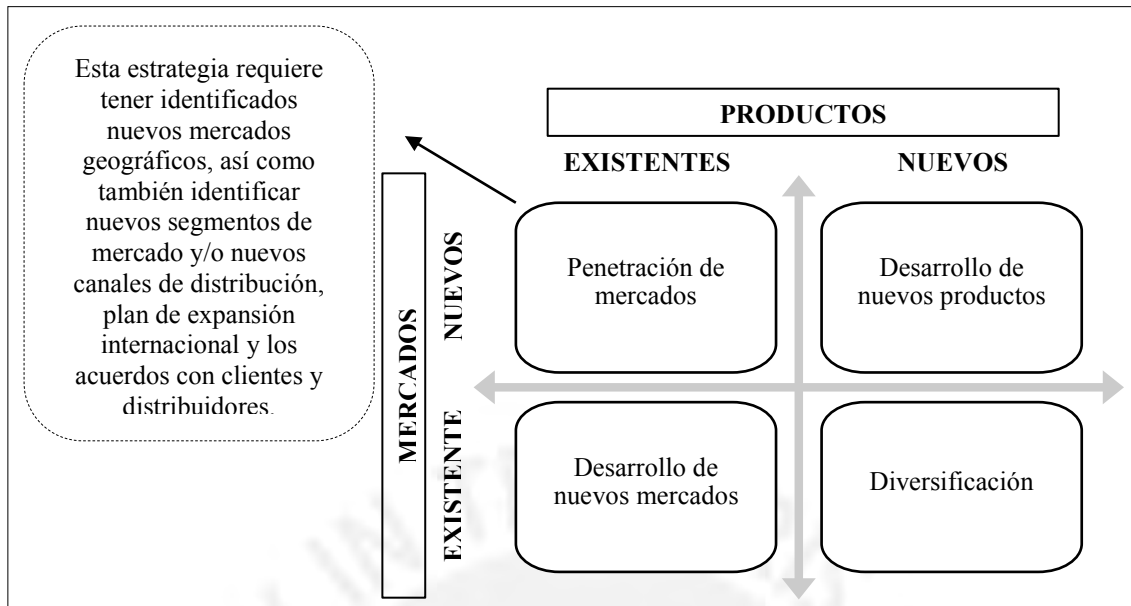 Esta estrategia requiere
tener identificados
nuevos mercados
geográficos, así como
también identificar
nuevos segmentos de
mercado y/o nuevos
canales de distribución,
plan de expansión
internacional y los
acuerdos con clientes y
distribuidores.
PRODUCTOS
EXISTENTES
NUEVOS
MERCADOS
NUEVOS
Penetración de
mercados
Desarrollo de
nuevos productos
EXISTENTE
Desarrollo de
nuevos mercados
Diversificación